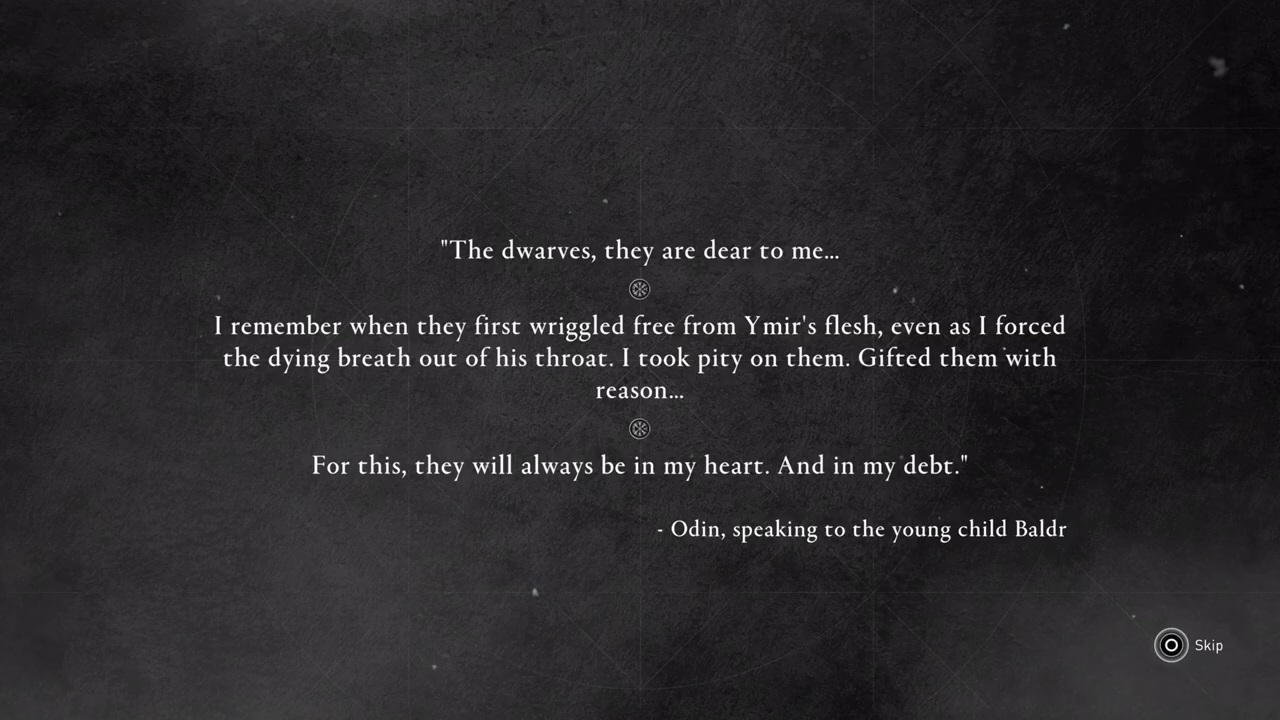 "The dwarves, they are dear to me...
I remember when they first wriggled free from Ymir's flesh, even as I forced
the dying breath out of his throat. I took pity on them. Gifted them with
reason...
For this, they will always be in my heart. And in my debt."
- Odin, speaking to the young child Baldr
Skip